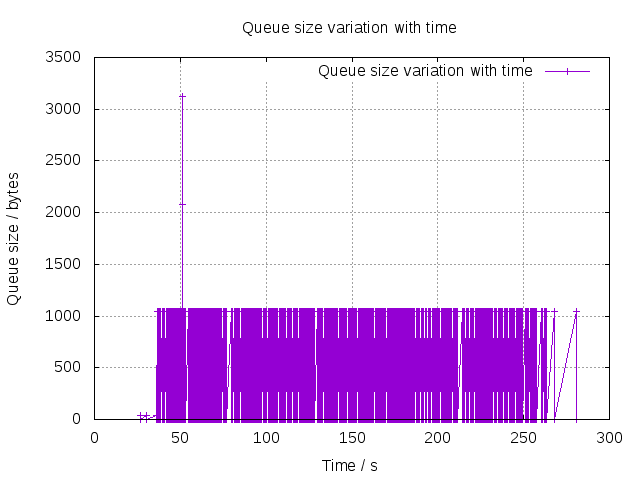 Queue size variation with time
Queue size variation with time
3500
3000
2500
2000
1500
1000
500
0
Queue size / bytes
0 50 100 150 200 250 300
Time / s